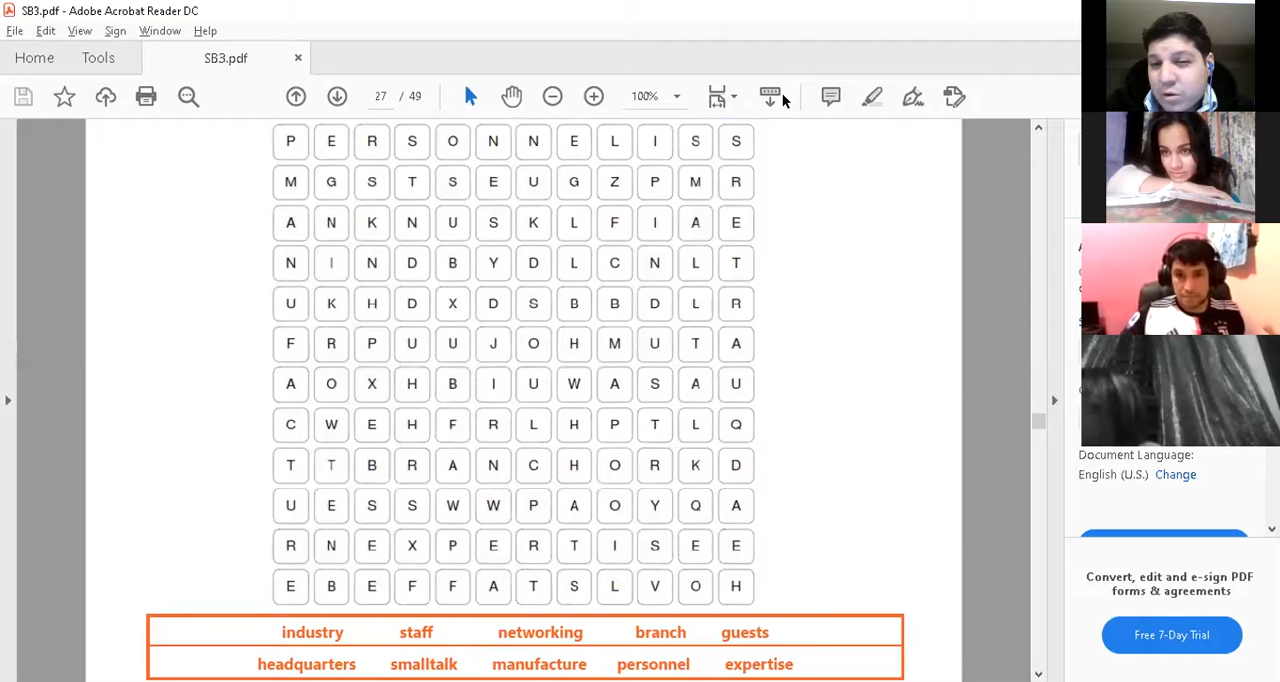 SB3.pdf - Adobe Acrobat Reader DC
File Edit View Sign Window Help
Home Tools SB3.pdf ×
27 / 49 100%
P E R S O N N E L I S S
M G S T S E U G Z P M R
A N K N U S K L F I A E
N I N D B Y D L C N L T
U K H D X D S B B D L R
F R P U U J O H M U T A
A O X H B I U W A S A U
C W E H F R L H P T L Q
T T B R A N C H O R K D
U E S S W W P A O Y Q A
R N E X P E R T I S E E
E B E F F A T S L V O H
industry staff networking branch guests
headquarters smalltalk manufacture personnel expertise
Document Language:
English (U.S.) Change
Convert, edit and e-sign PDF
forms & agreements
Free 7-Day Trial